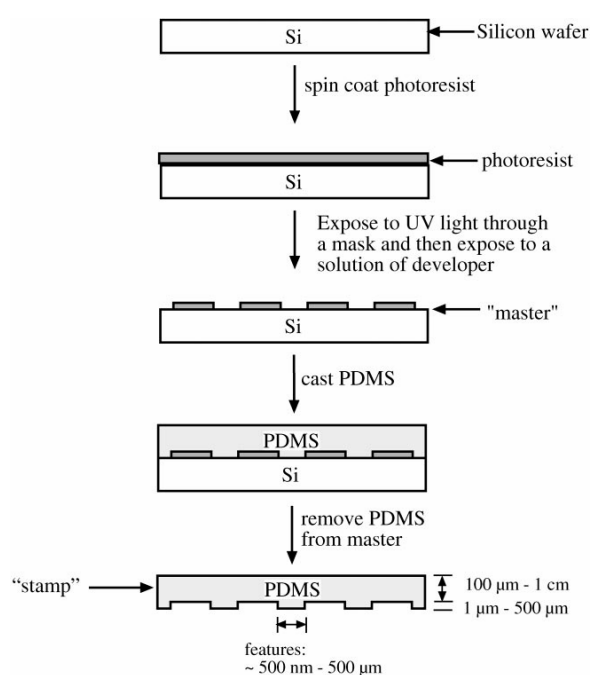 Si
Silicon wafer
spin coat photoresist
photoresist
Si
Expose to UV light through
a mask and then expose to a
solution of developer
"master"
Si
cast PDMS
PDMS
Si
remove PDMS
from master
“stamp”
PDMS
100 μm - 1 cm
1 μm - 500 μm
features:
~ 500 nm - 500 μm